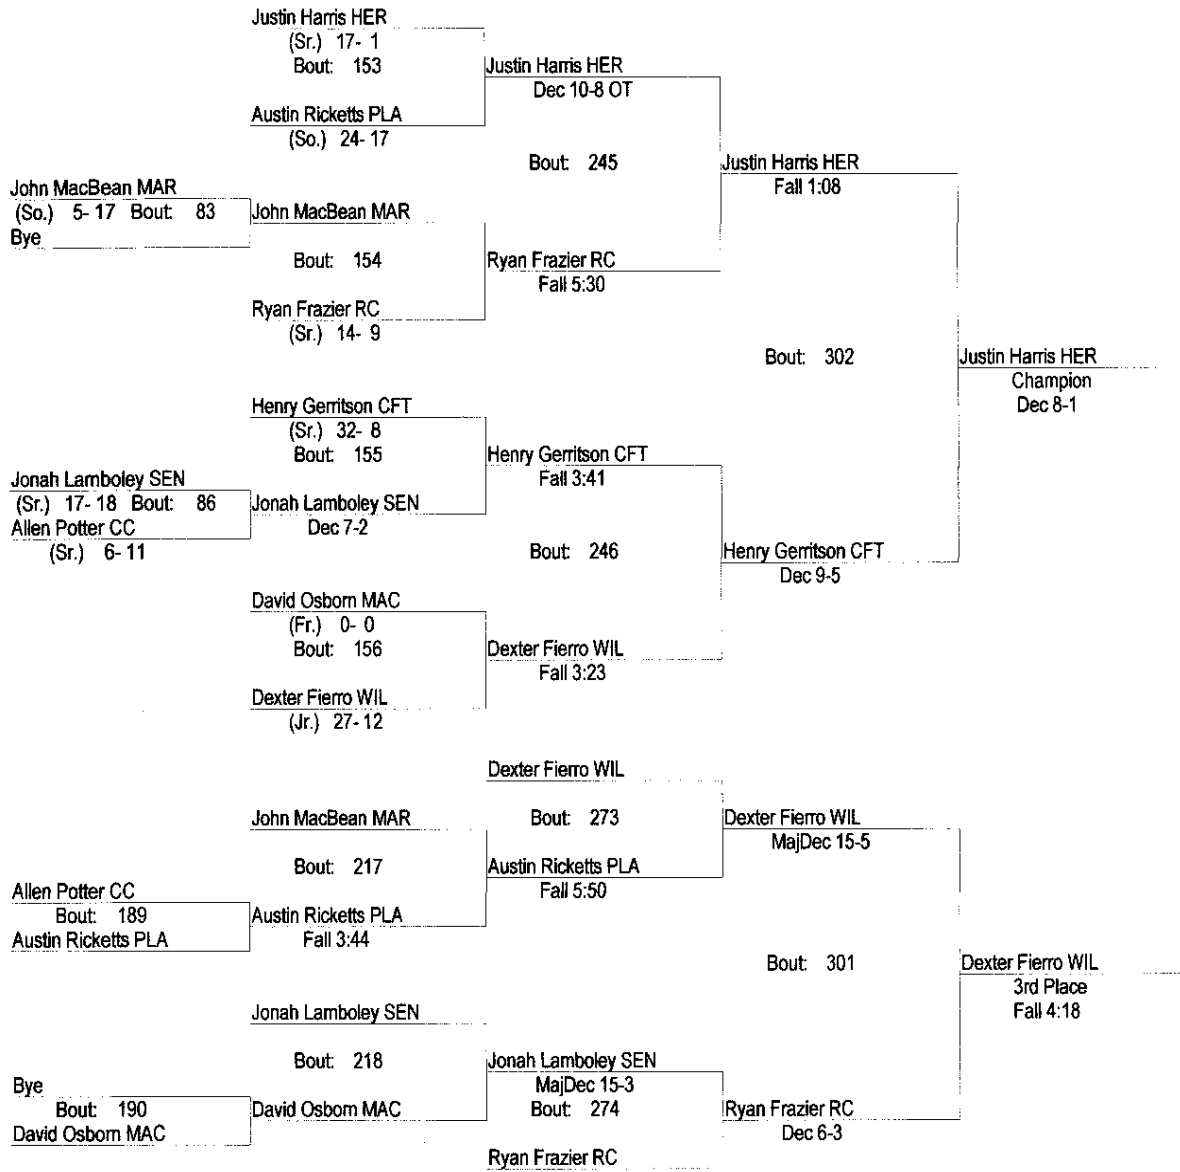 Justin Harris HER
(Sr.) 17- 1
Bout: 153
Justin Harris HER
Dec 10-8 OT
Austin Ricketts PLA
(So.) 24- 17
Bout: 245
Justin Harris HER
Fall 1:08
John MacBean MAR
(So.) 5- 17 Bout: 83
John MacBean MAR
Bye
Bout: 154
Ryan Frazier RC
Fall 5:30
Ryan Frazier RC
(Sr.) 14- 9
Bout: 302
Justin Harris HER
Champion
Dec 8-1
Henry Gerritson CFT
(Sr.) 32- 8
Bout: 155
Henry Gerritson CFT
Fall 3:41
Jonah Lamboley SEN
(Sr.) 17- 18 Bout: 86
Jonah Lamboley SEN
Dec 7-2
Allen Potter CC
(Sr.) 6- 11
Bout: 246
Henry Gerritson CFT
Dec 9-5
David Osborn MAC
(Fr.) 0- 0
Bout: 156
Dexter Fierro WIL
Fall 3:23
Dexter Fierro WIL
(Jr.) 27- 12
Dexter Fierro WIL
John MacBean MAR
Bout: 273
Dexter Fierro WIL
MajDec 15-5
Bout: 217
Austin Ricketts PLA
Fall 5:50
Allen Potter CC
Bout: 189
Austin Ricketts PLA
Austin Ricketts PLA
Fall 3:44
Bout: 301
Dexter Fierro WIL
3rd Place
Fall 4:18
Jonah Lamboley SEN
Bout: 218
Jonah Lamboley SEN
MajDec 15-3
Bye
Bout: 190
David Osborn MAC
David Osborn MAC
Bout: 274
Ryan Frazier RC
Dec 6-3
Ryan Frazier RC